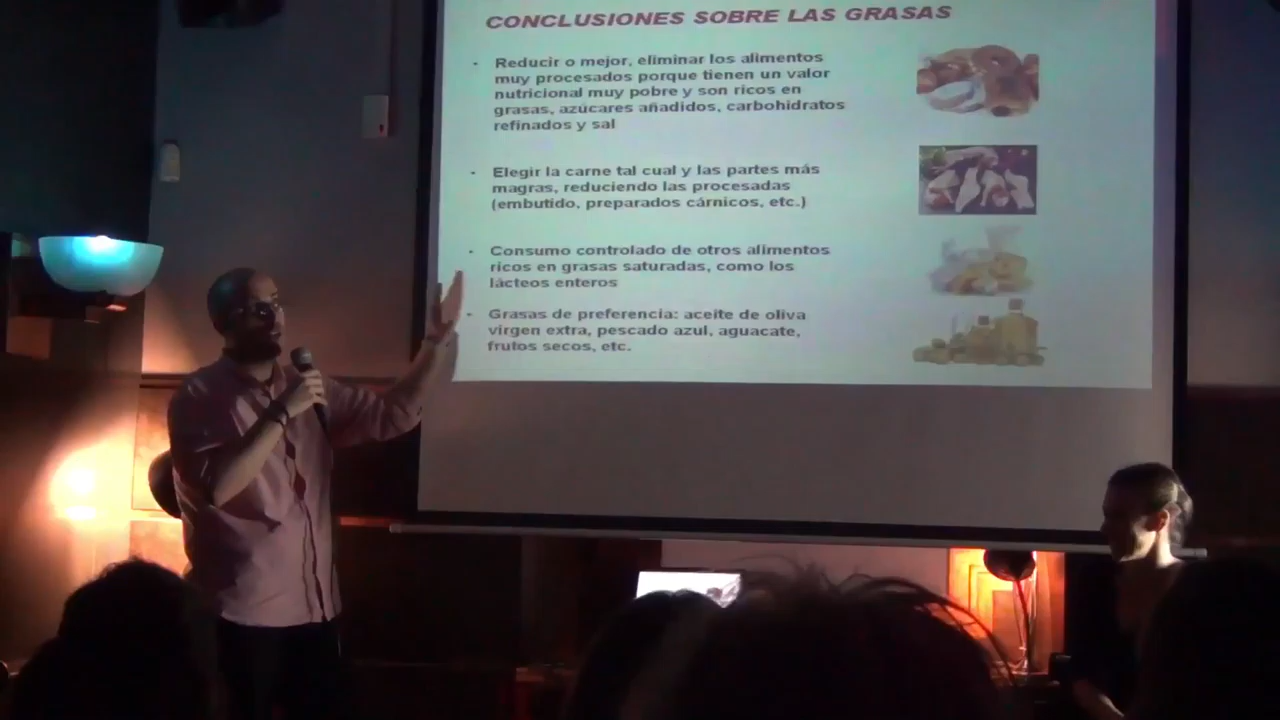 CONCLUSIONES SOBRE LAS GRASAS
- Reducir o mejor, eliminar los alimentos
muy procesados porque tienen un valor
nutricional muy pobre y son ricos en
grasas, azúcares añadidos, carbohidratos
refinados y sal
- Elegir la carne tal cual y las partes más
magras, reduciendo las procesadas
(embutido, preparados cárnicos, etc.)
- Consumo controlado de otros alimentos
ricos en grasas saturadas, como los
lácteos enteros
- Grasas de preferencia: aceite de oliva
virgen extra, pescado azul, aguacate,
frutos secos, etc.